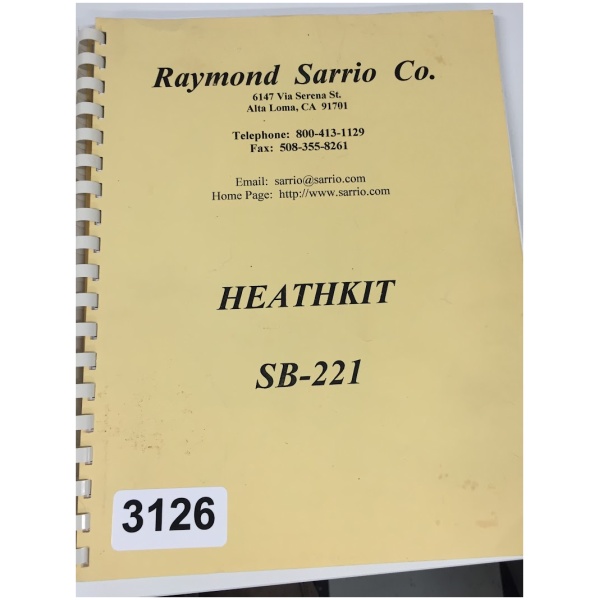 Raymond Sarrio Co.
6147 Via Serena St.
Alta Loma, CA 91701
Telephone: 800-413-1129
Fax: 508-355-8261
Email: sarrio@sarrio.com
Home Page: http://www.sarrio.com
HEATHKIT
SB-221
3126